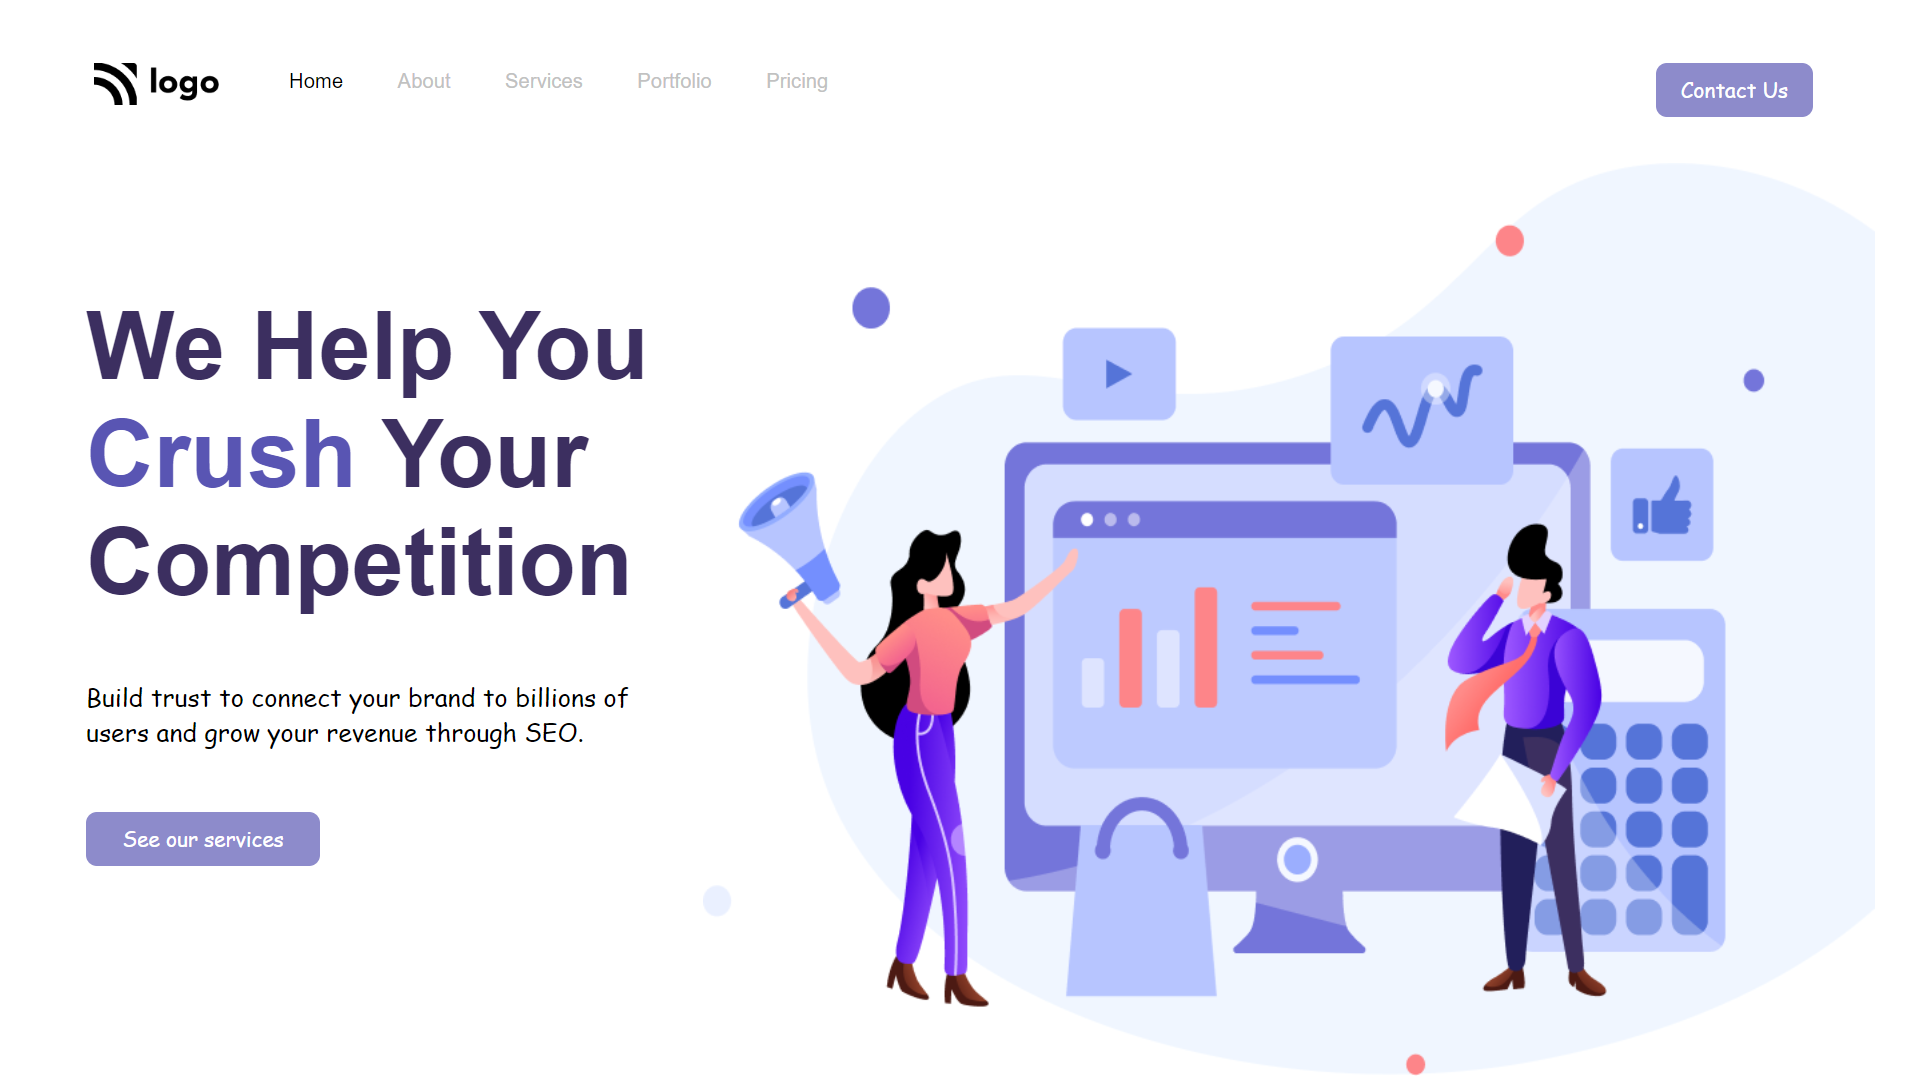 logo
Home About Services Portfolio Pricing
Contact Us
We Help You
Crush Your
Competition
Build trust to connect your brand to billions of
users and grow your revenue through SEO.
See our services